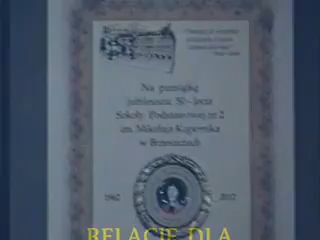 Na pamiątkę
jubileuszu 50-lecia
Szkoły Podstawowej nr 2
im. Mikołaja Kopernika
w Brzeszczach
1962 2012
RELACJE DLA